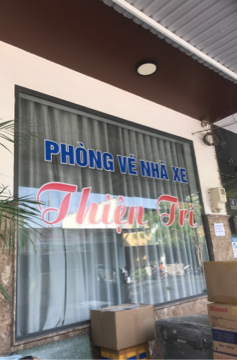 PHÒNG VÉ NHÀ XE
Thiện Trí